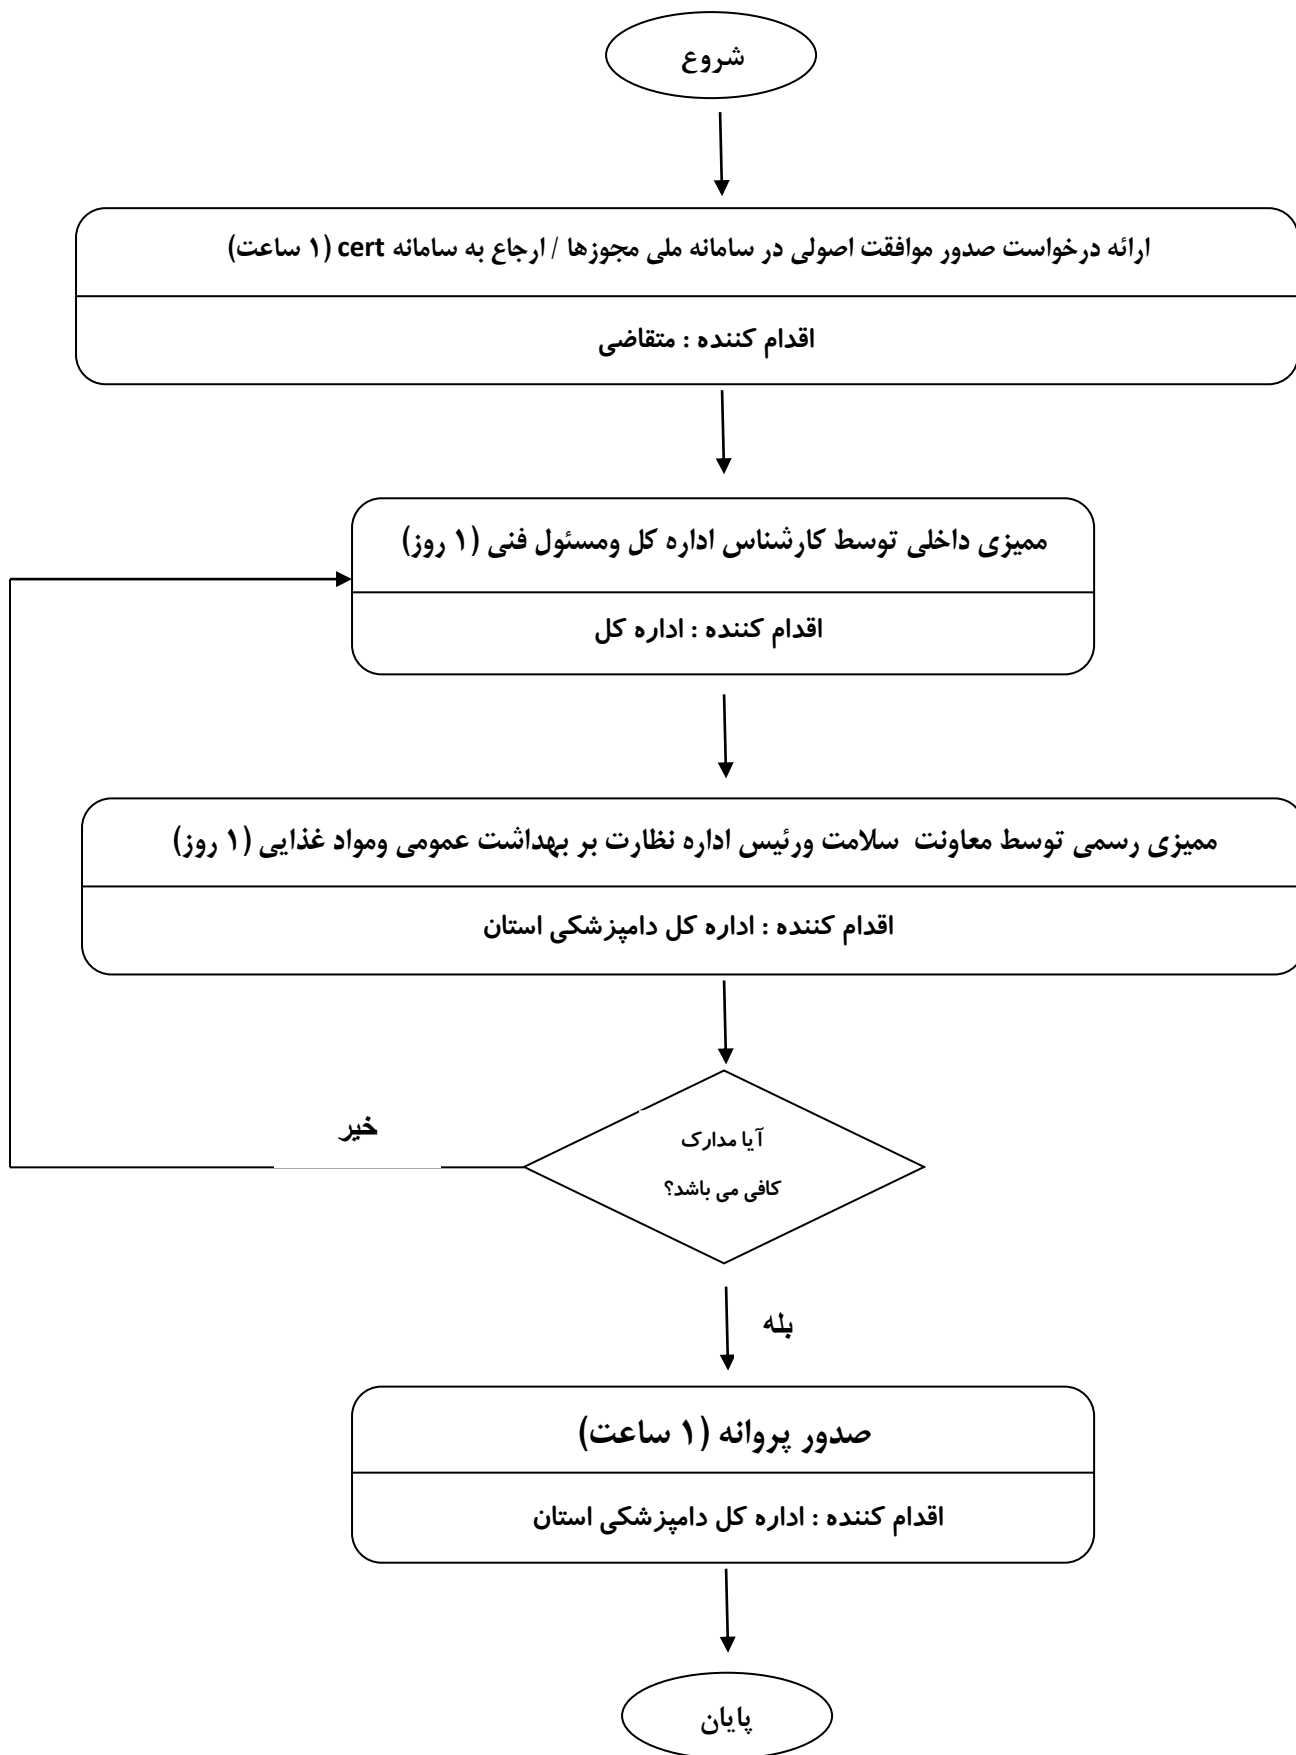 شروع
ارائه درخواست صدور موافقت اصولی در سامانه ملی مجوزها / ارجاع به سامانه cert (۱ ساعت)
اقدام کننده : متقاضی
ممیزی داخلی توسط کارشناس اداره کل ومسئول فنی (۱ روز)
اقدام کننده : اداره کل
ممیزی رسمی توسط معاونت سلامت ورئیس اداره نظارت بر بهداشت عمومی ومواد غذایی (۱ روز)
اقدام کننده : اداره کل دامپزشکی استان
آیا مدارک
کافی می باشد؟
خیر
بله
صدور پروانه (۱ ساعت)
اقدام کننده : اداره کل دامپزشکی استان
پایان